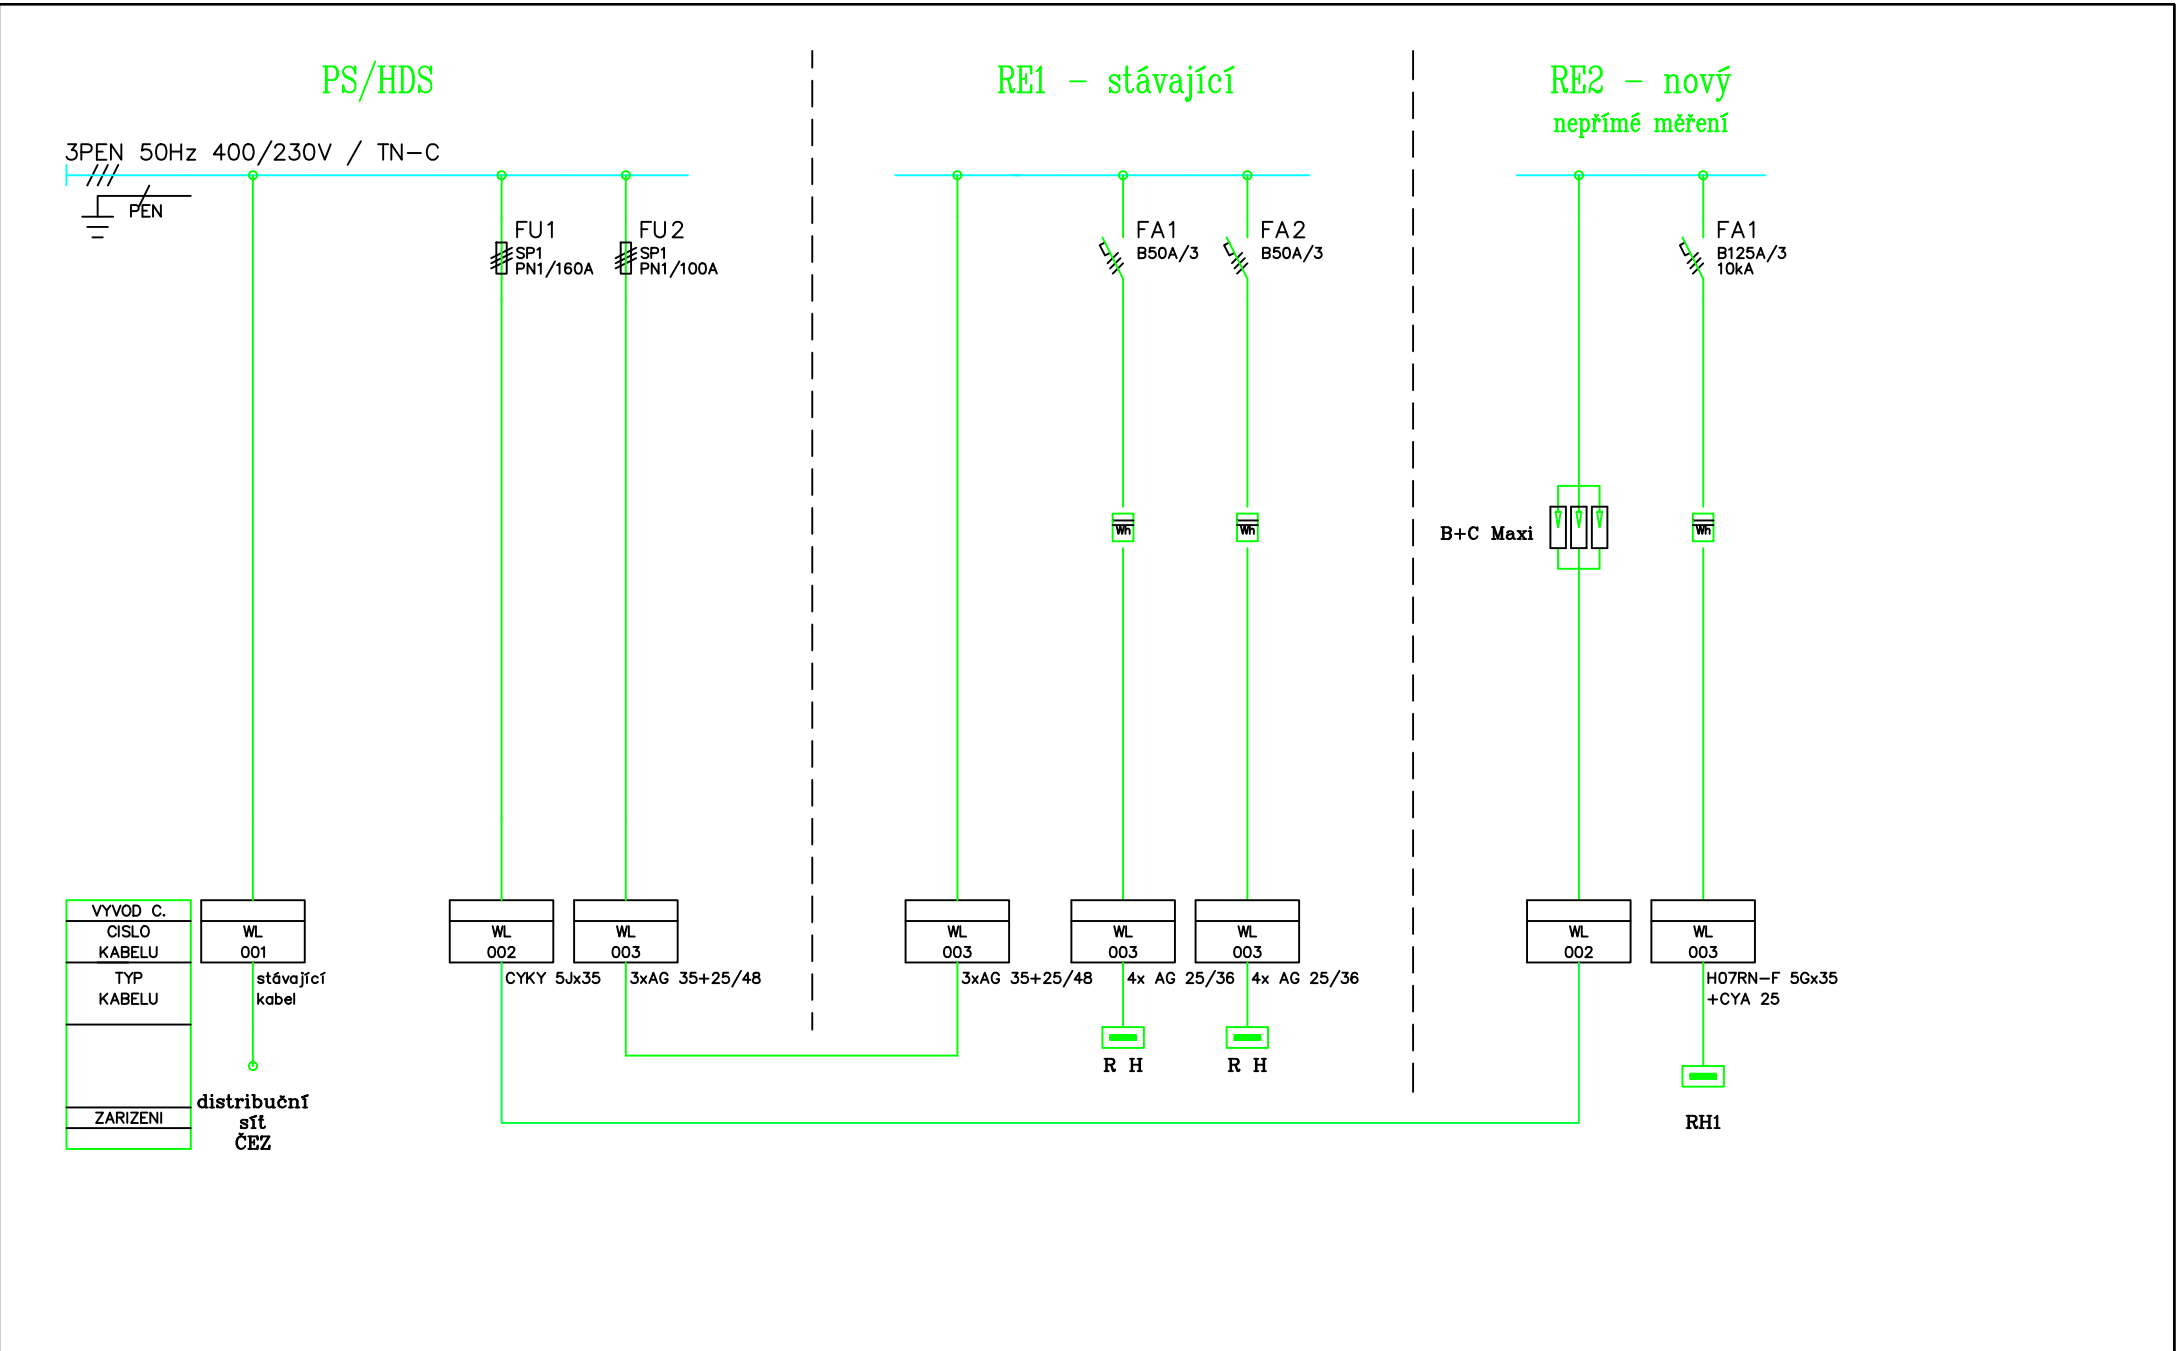 PS/HDS
RE1 - stávající
RE2 - nový
nepřímé měření
3PEN 50Hz 400/230V / TN-C
PEN
FU1
SP1
PN1/160A
FU2
SP1
PN1/100A
FA1
B50A/3
FA2
B50A/3
FA1
B125A/3
10kA
Wh
Wh
B+C Maxi
Wh
VYVOD C.
CISLO
KABELU
TYP
KABELU
ZARIZENI
WL
001
stávající
kabel
distribuční
síť
ČEZ
WL
002
CYKY 5Jx35
WL
003
3xAG 35+25/48
WL
003
3xAG 35+25/48
WL
003
4x AG 25/36
R H
WL
003
4x AG 25/36
R H
WL
002
WL
003
H07RN-F 5Gx35
+CYA 25
RH1